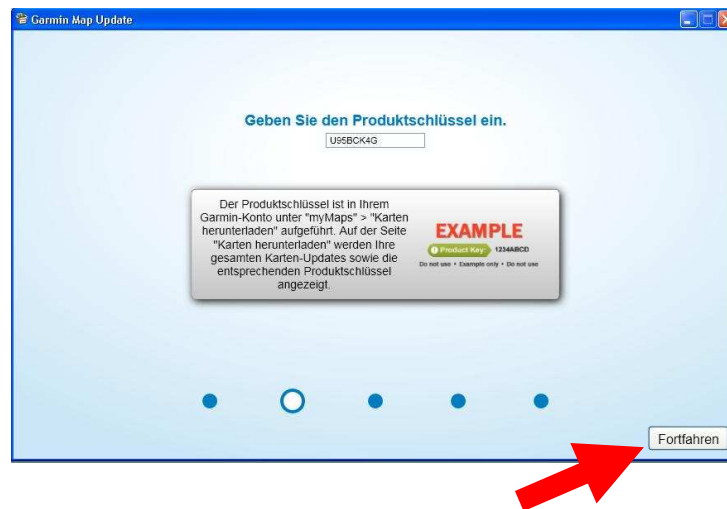 Garmin Map Update
Geben Sie den Produktschlüssel ein.
U95BCK4G
Der Produktschlüssel ist in Ihrem
Garmin-Konto unter "myMaps" > "Karten
herunterladen" aufgeführt. Auf der Seite
"Karten herunterladen" werden Ihre
gesamten Karten-Updates sowie die
entsprechenden Produktschlüssel
angezeigt.
EXAMPLE
Product Key: 1234ABCD
Do not use • Example only • Do not use
Fortfahren